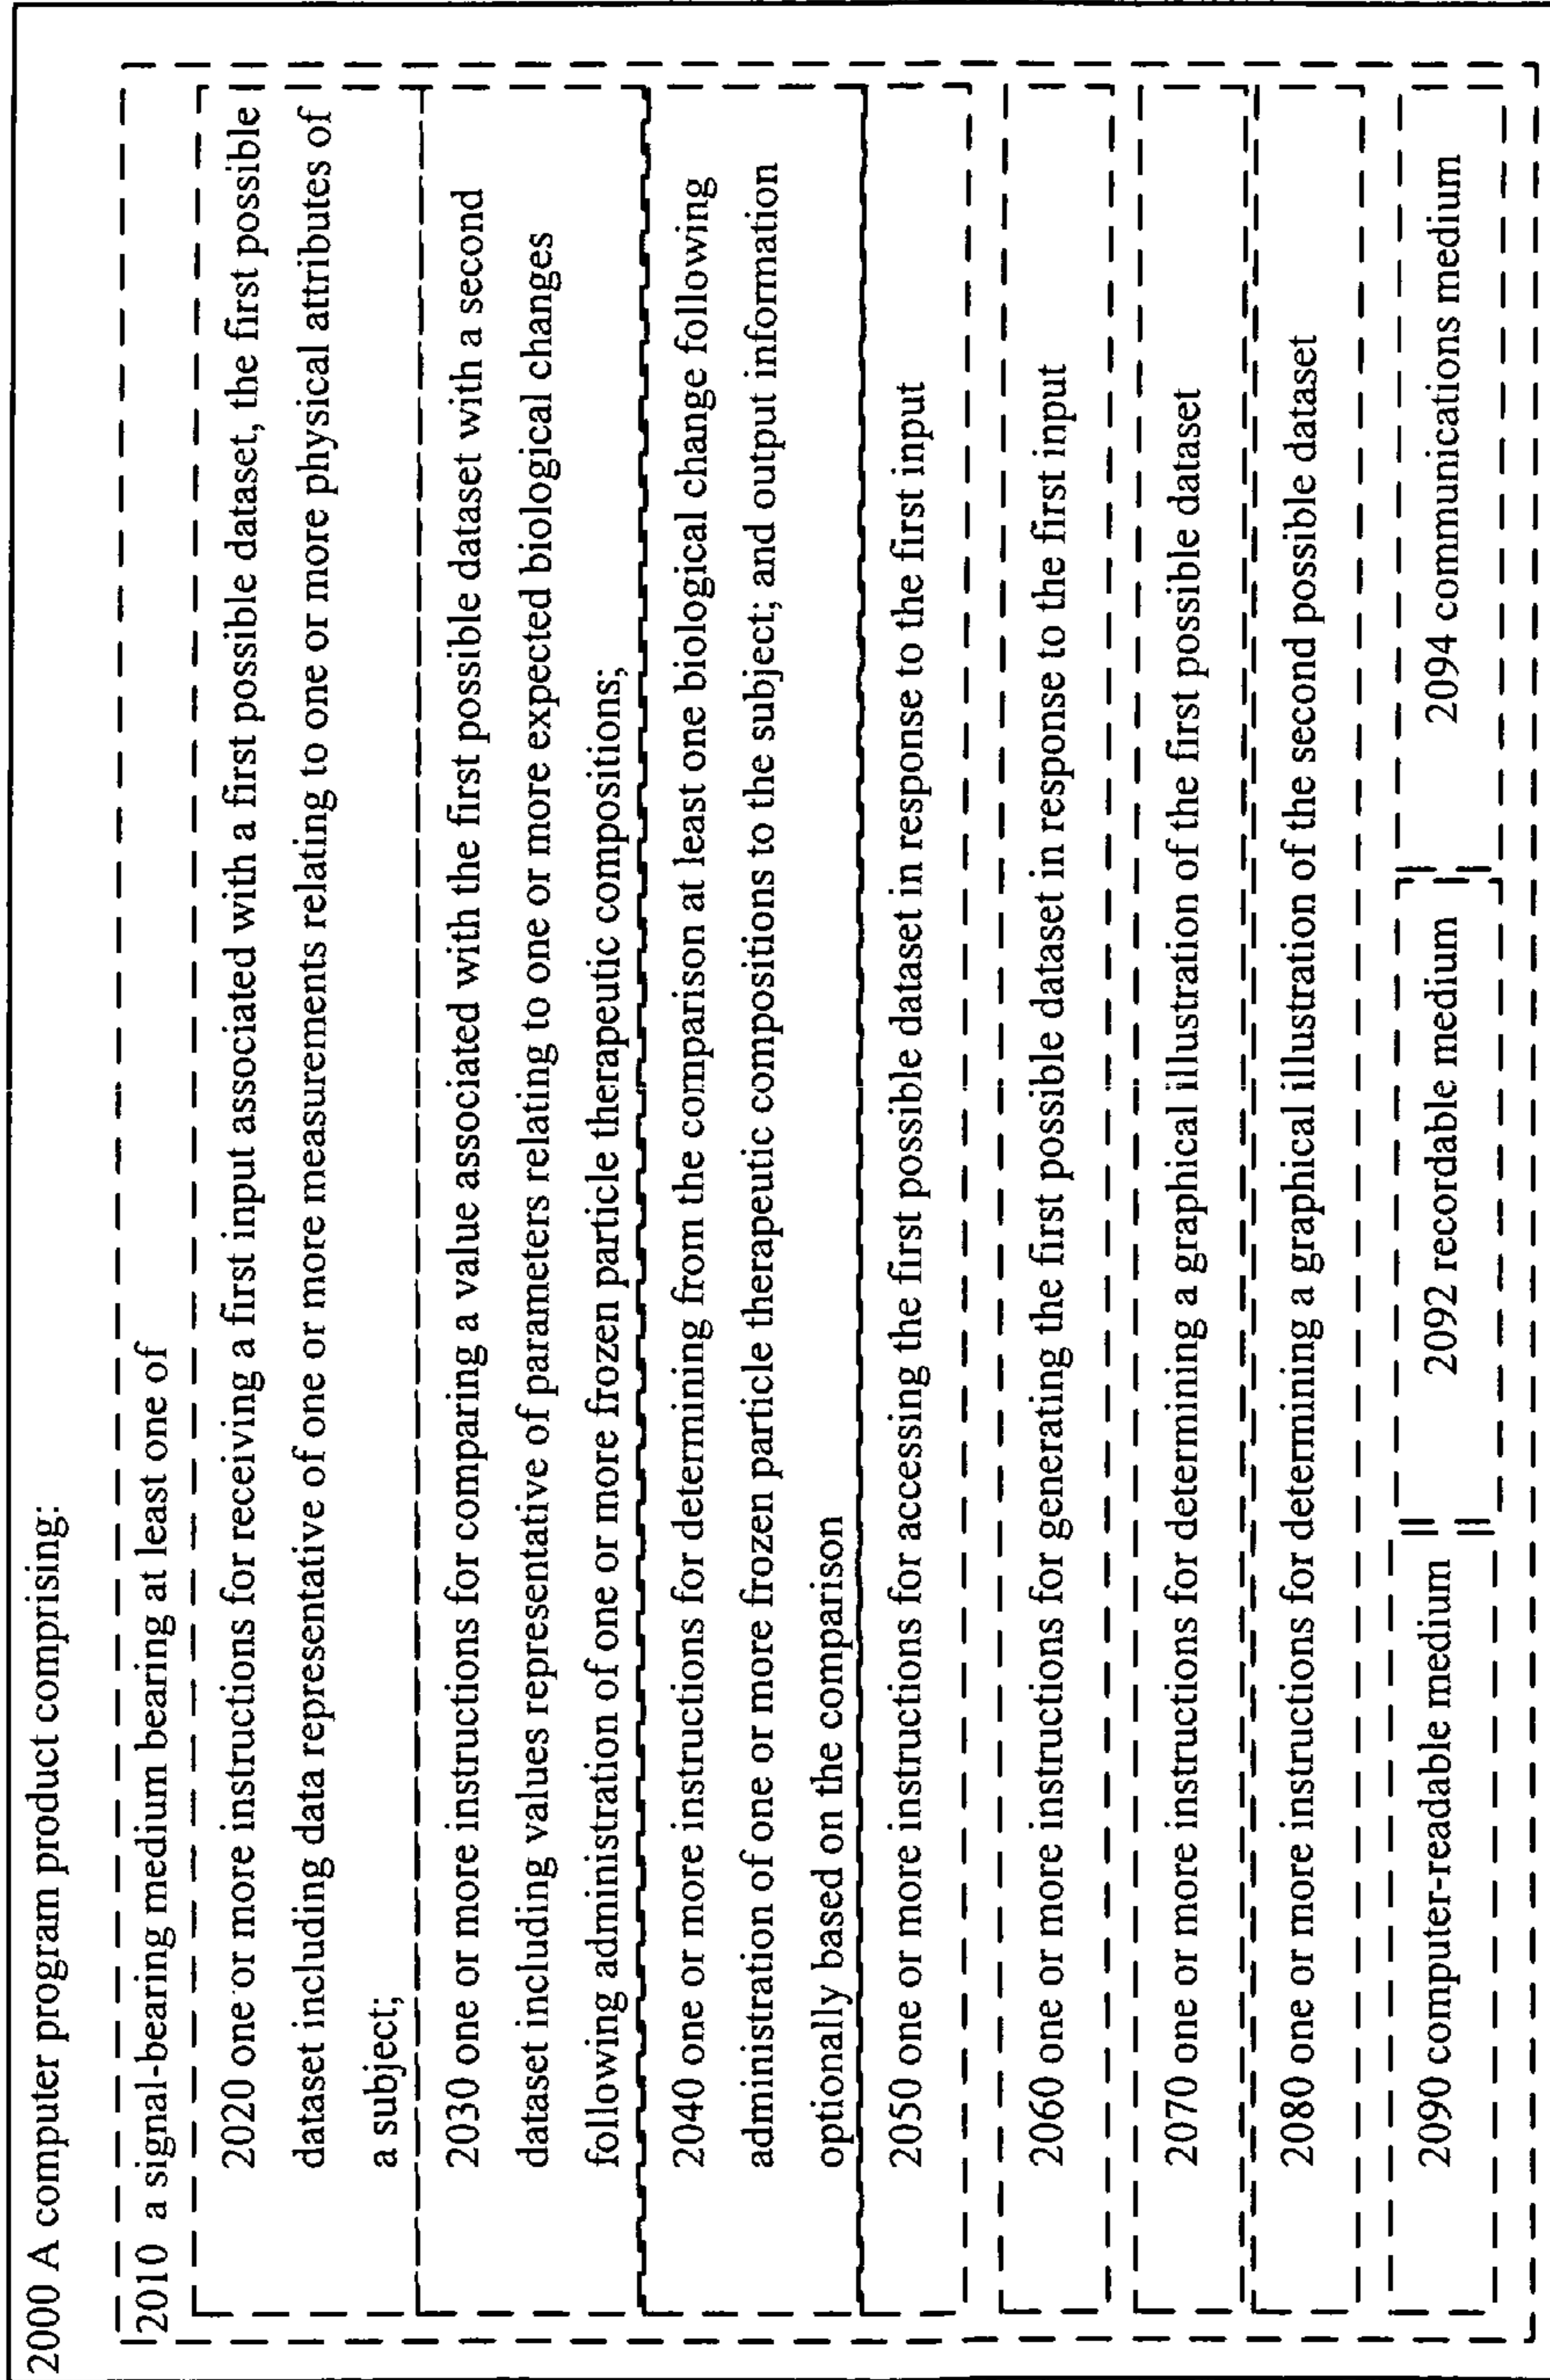 2000 A computer program product comprising:
2010 a signal-bearing medium bearing at least one of
2020 one or more instructions for receiving a first input associated with a first possible dataset, the first possible
dataset including data representative of one or more measurements relating to one or more physical attributes of
a subject;
2030 one or more instructions for comparing a value associated with the first possible dataset with a second
dataset including values representative of parameters relating to one or more expected biological changes
following administration of one or more frozen particle therapeutic compositions;
2040 one or more instructions for determining from the comparison at least one biological change following
administration of one or more frozen particle therapeutic compositions to the subject; and output information
optionally based on the comparison
2050 one or more instructions for accessing the first possible dataset in response to the first input
2060 one or more instructions for generating the first possible dataset in response to the first input
2070 one or more instructions for determining a graphical illustration of the first possible dataset
2080 one or more instructions for determining a graphical illustration of the second possible dataset
2090 computer-readable medium
2092 recordable medium
2094 communications medium